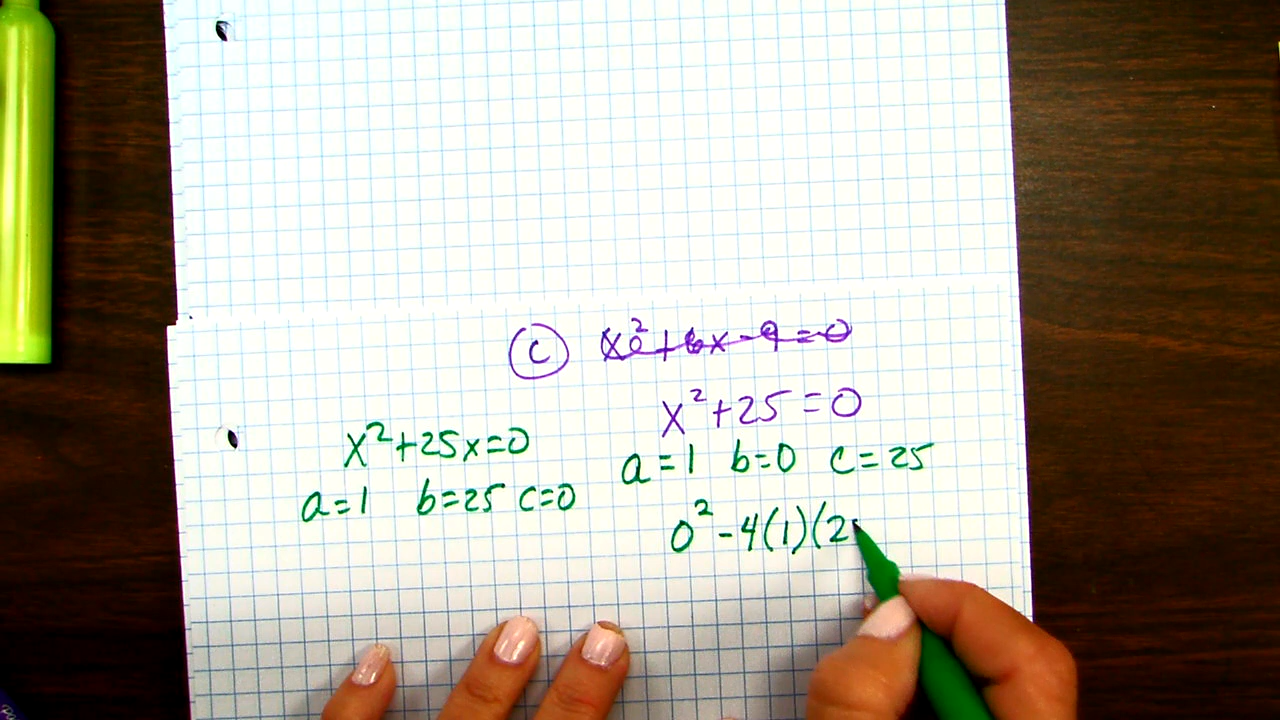 C x²+6x-9=0
x²+25=0
x²+25x=0
a=1 b=0 c=25
a=1 b=25 c=0
0²-4(1)(2